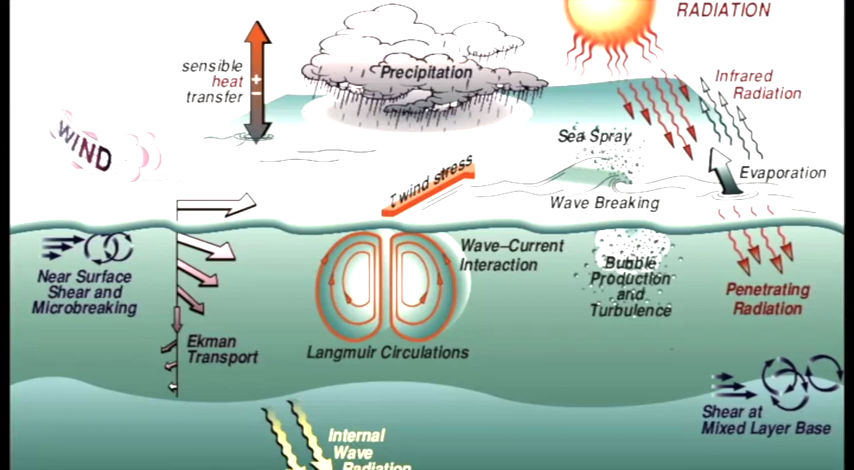 RADIATION
sensible
heat
transfer
+
−
Precipitation
Infrared
Radiation
WIND
Sea Spray
τ wind stress
Evaporation
Wave Breaking
Near Surface
Shear and
Microbreaking
Wave–Current
Interaction
Bubble
Production
and
Turbulence
Penetrating
Radiation
Ekman
Transport
Langmuir Circulations
Shear at
Mixed Layer Base
Internal
Wave
Radiation